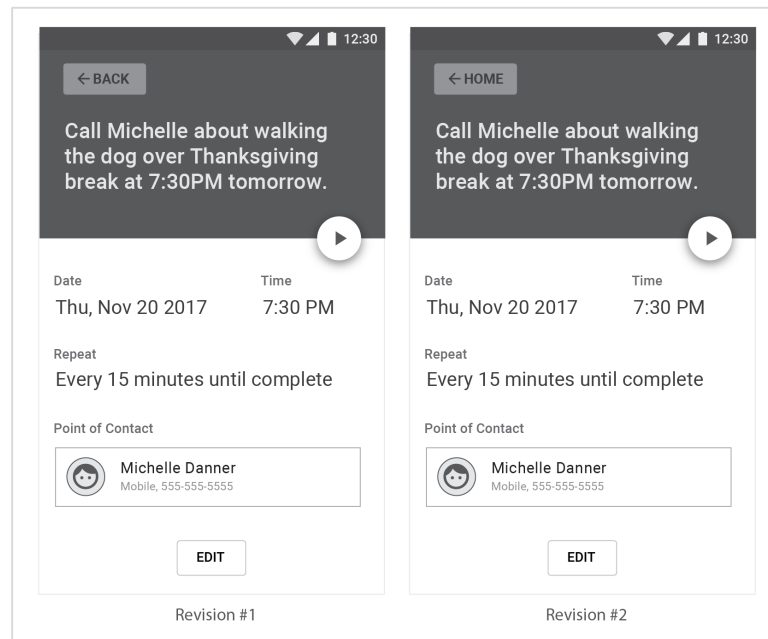 12:30
BACK
Call Michelle about walking
the dog over Thanksgiving
break at 7:30PM tomorrow.
Date
Time
Thu, Nov 20 2017
7:30 PM
Repeat
Every 15 minutes until complete
Point of Contact
Michelle Danner
Mobile, 555-555-5555
EDIT
Revision #1
12:30
HOME
Call Michelle about walking
the dog over Thanksgiving
break at 7:30PM tomorrow.
Date
Time
Thu, Nov 20 2017
7:30 PM
Repeat
Every 15 minutes until complete
Point of Contact
Michelle Danner
Mobile, 555-555-5555
EDIT
Revision #2